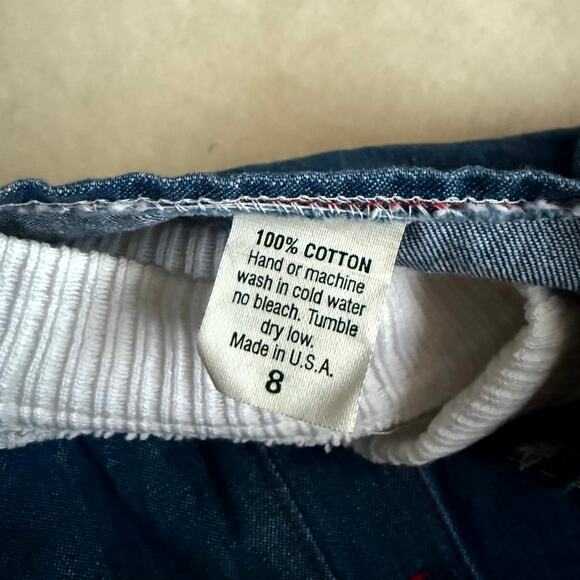 100% COTTON
Hand or machine
wash in cold water
no bleach. Tumble
dry low.
Made in U.S.A.
8